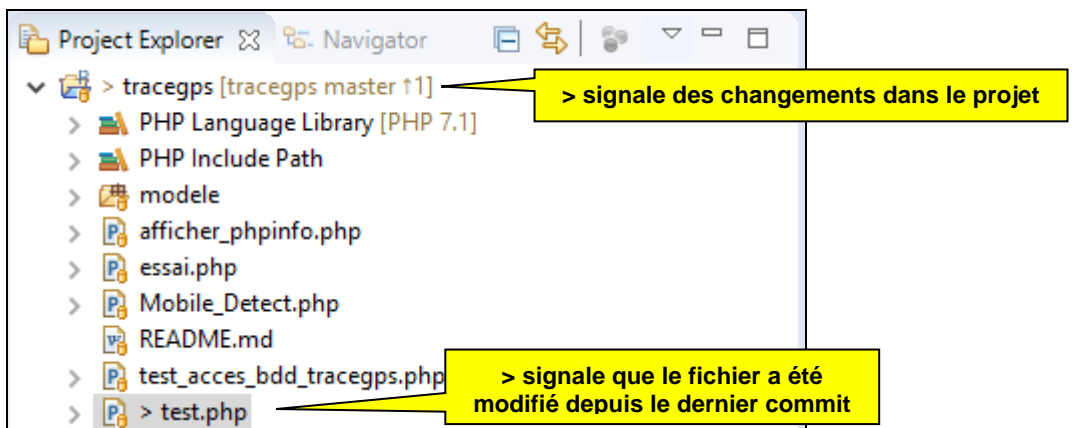 Project Explorer Navigator
> tracegps [tracegps master ↑1]
> signale des changements dans le projet
PHP Language Library [PHP 7.1]
PHP Include Path
modele
afficher_phpinfo.php
essai.php
Mobile_Detect.php
README.md
test_acces_bdd_tracegps.php
> signale que le fichier a été
modifié depuis le dernier commit
> test.php